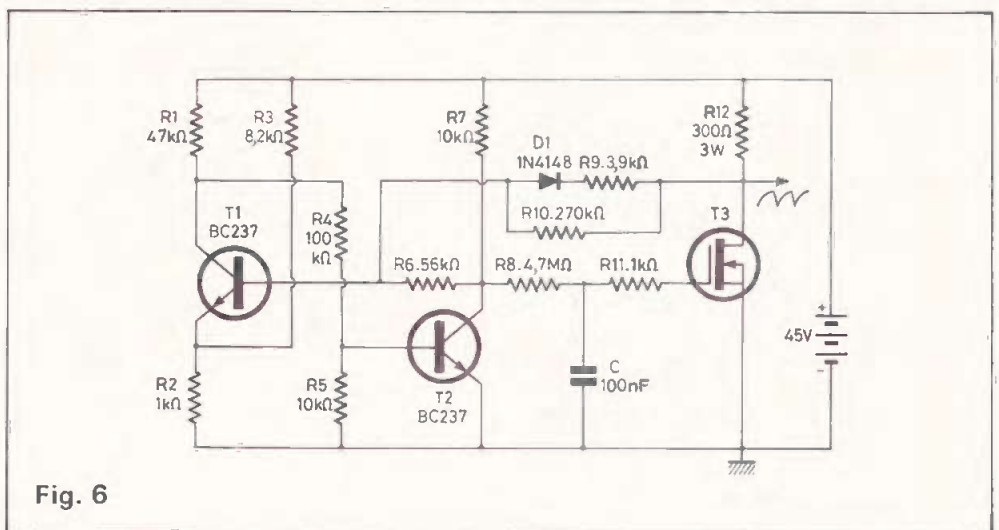 R1
47kΩ
R3
8,2kΩ
R7
10kΩ
R12
300Ω
3W
D1
1N4148
R9.3,9kΩ
R10.270kΩ
T1
BC237
R4
100
kΩ
T3
R6.56kΩ
R8.4,7MΩ
R11.1kΩ
+
45V
-
R2
1kΩ
R5
10kΩ
T2
BC237
C
100nF
Fig. 6